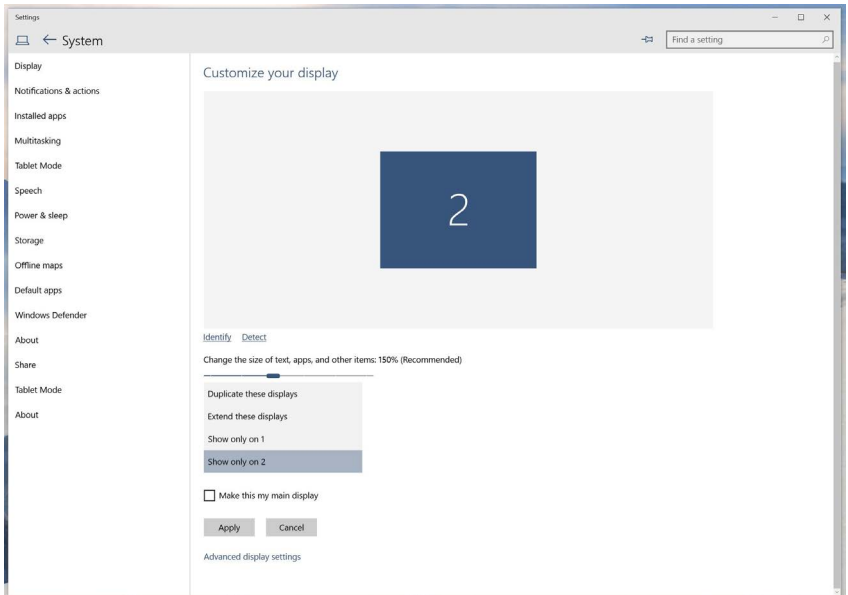 Settings
System
Find a setting
Display
Notifications & actions
Installed apps
Multitasking
Tablet Mode
Speech
Power & sleep
Storage
Offline maps
Default apps
Windows Defender
About
Share
Tablet Mode
About
Customize your display
2
Identify Detect
Change the size of text, apps, and other items: 150% (Recommended)
Duplicate these displays
Extend these displays
Show only on 1
Show only on 2
Make this my main display
Apply Cancel
Advanced display settings